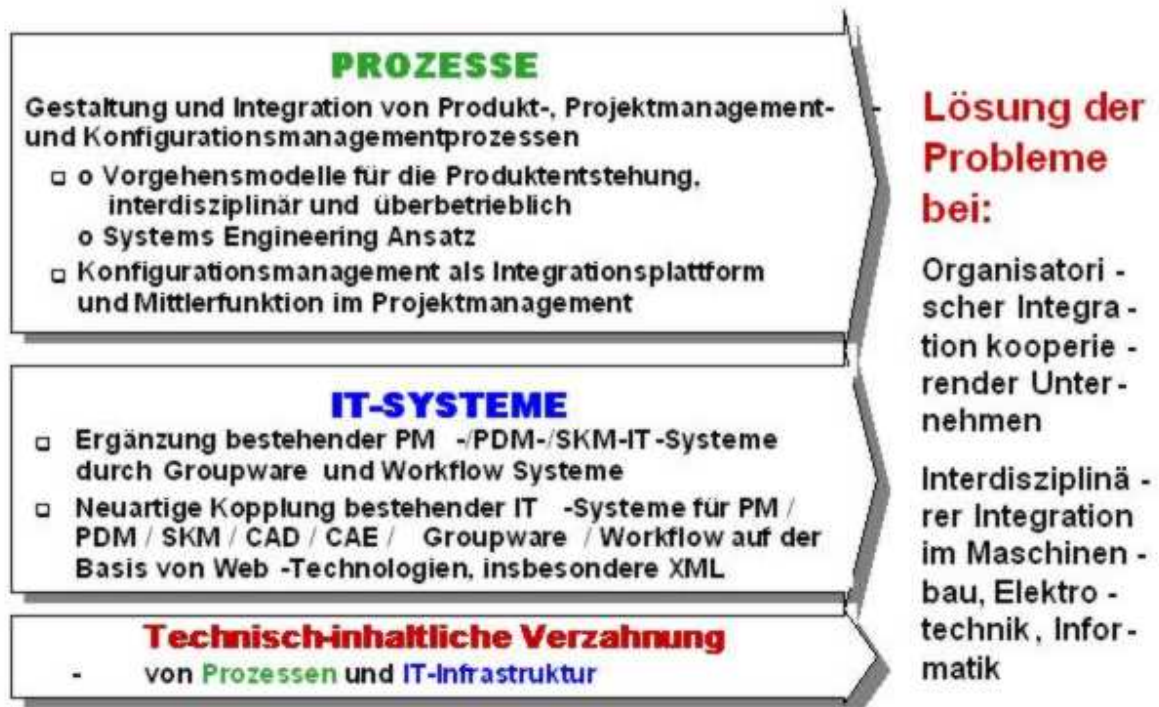 PROZESSE
Gestaltung und Integration von Produkt-, Projektmanagement- -
und Konfigurationsmanagementprozessen
o Vorgehensmodelle für die Produktentstehung,
interdisziplinär und überbetrieblich
o Systems Engineering Ansatz
Konfigurationsmanagement als Integrationsplattform
und Mittlerfunktion im Projektmanagement
IT-SYSTEME
Ergänzung bestehender PM -/PDM-/SKM-IT-Systeme
durch Groupware und Workflow Systeme
Neuartige Kopplung bestehender IT -Systeme für PM /
PDM / SKM / CAD / CAE / Groupware / Workflow auf der
Basis von Web -Technologien, insbesondere XML
Technisch-inhaltliche Verzahnung
- von Prozessen und IT-Infrastruktur
Lösung der
Probleme
bei:
Organisatori -
scher Integra -
tion kooperie -
render Unter -
nehmen
Interdisziplinä -
rer Integration
im Maschinen -
bau, Elektro -
technik, Infor -
matik